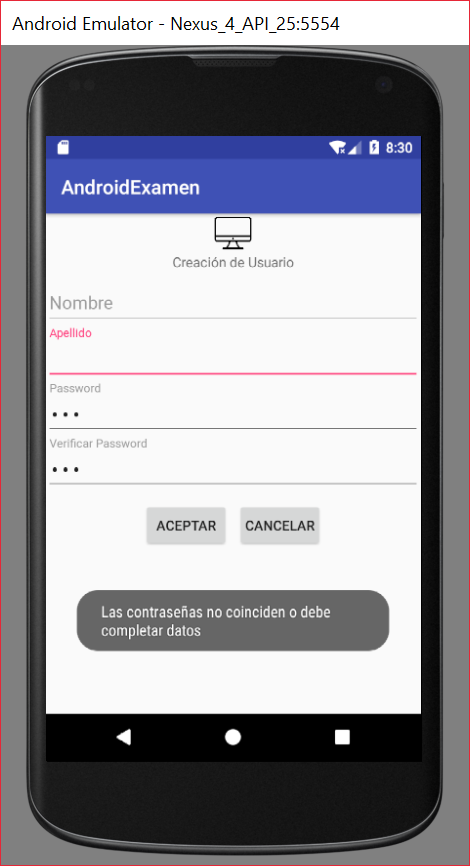 Android Emulator - Nexus_4_API_25:5554
8:30
AndroidExamen
Creación de Usuario
Nombre
Apellido
Password
•••
Verificar Password
•••
ACEPTAR CANCELAR
Las contraseñas no coinciden o debe
completar datos